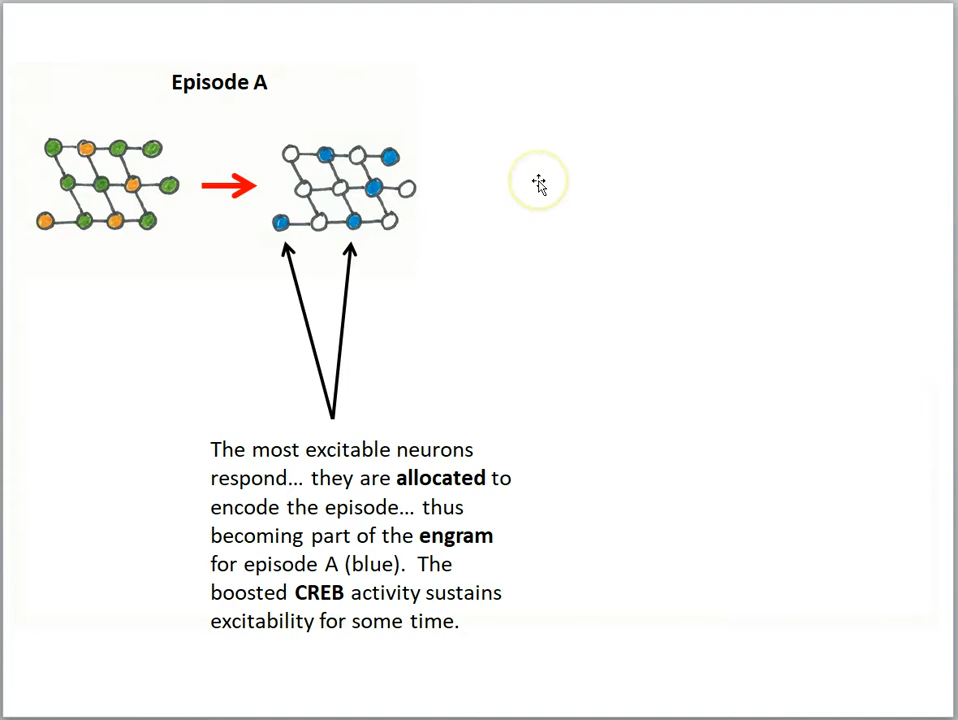 Episode A
The most excitable neurons
respond... they are allocated to
encode the episode... thus
becoming part of the engram
for episode A (blue).  The
boosted CREB activity sustains
excitability for some time.